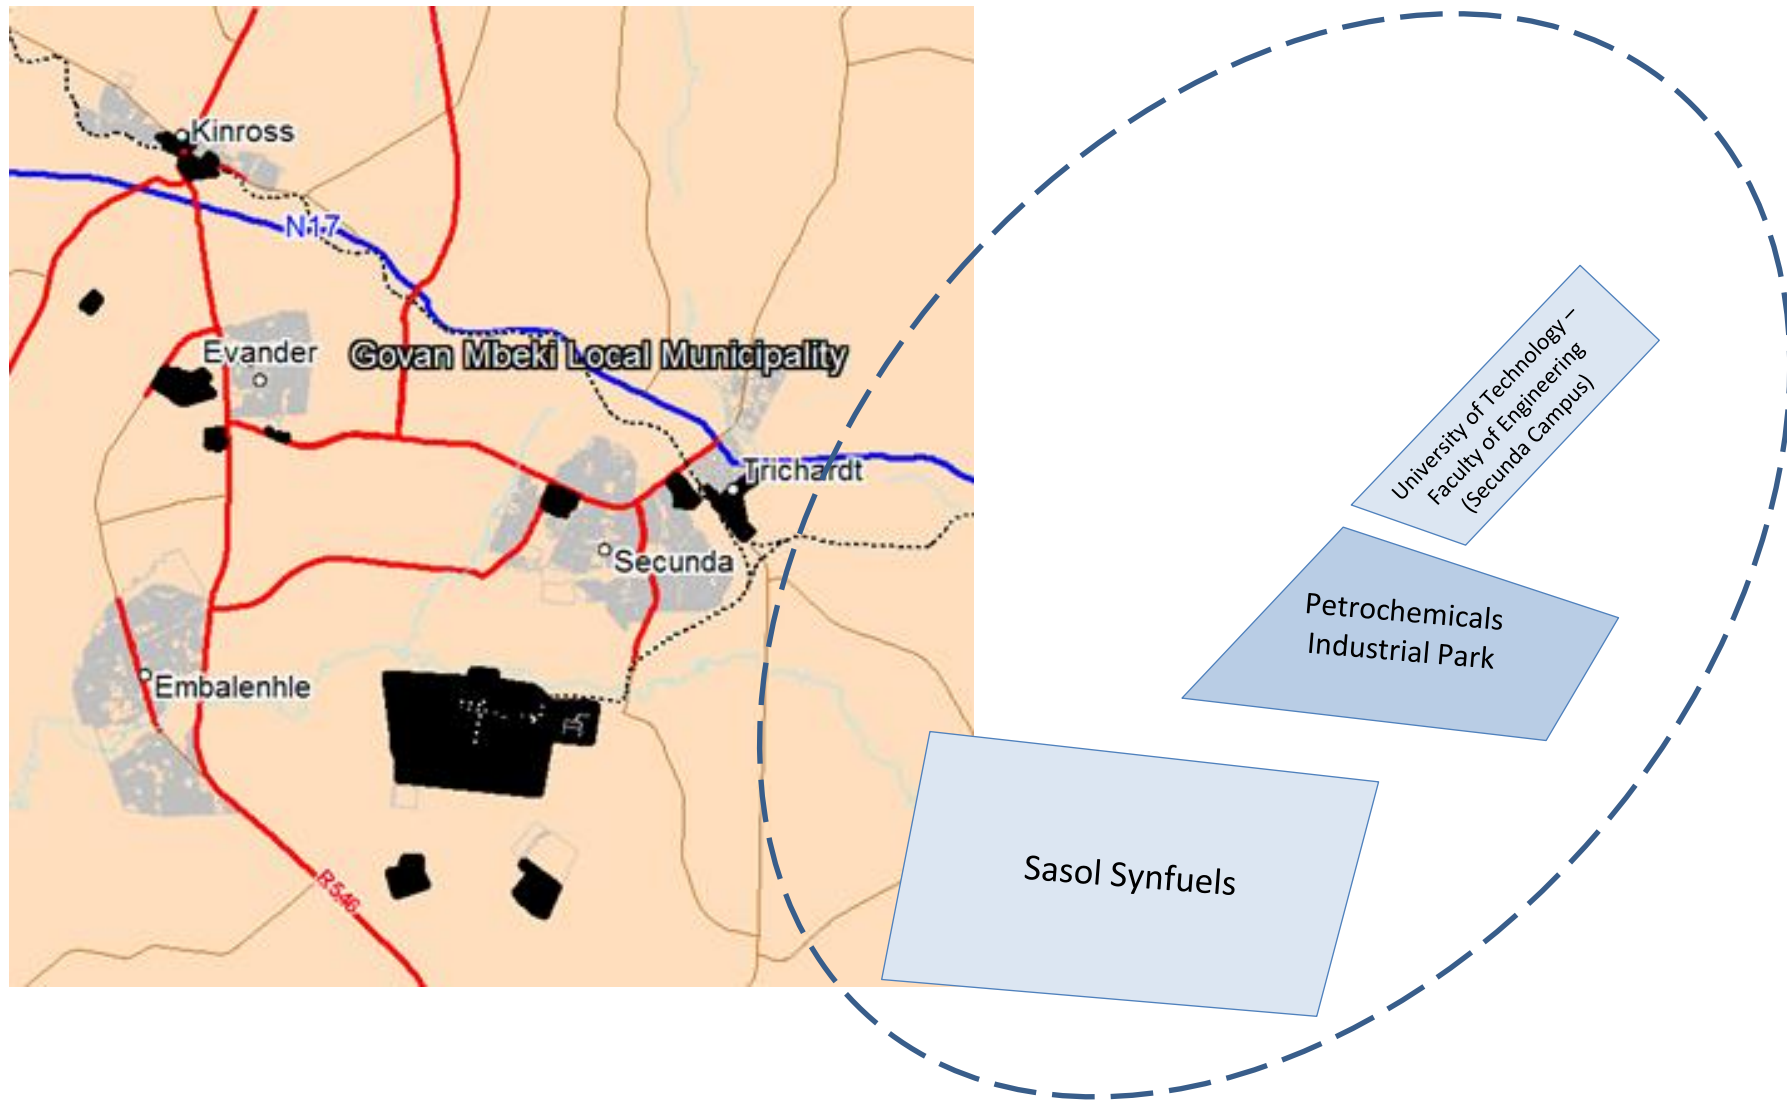 Kinross
N17
Evander
Govan Mbeki Local Municipality
Trichardt
Secunda
Embalenhle
R546
University of Technology –
Faculty of Engineering
(Secunda Campus)
Petrochemicals
Industrial Park
Sasol Synfuels